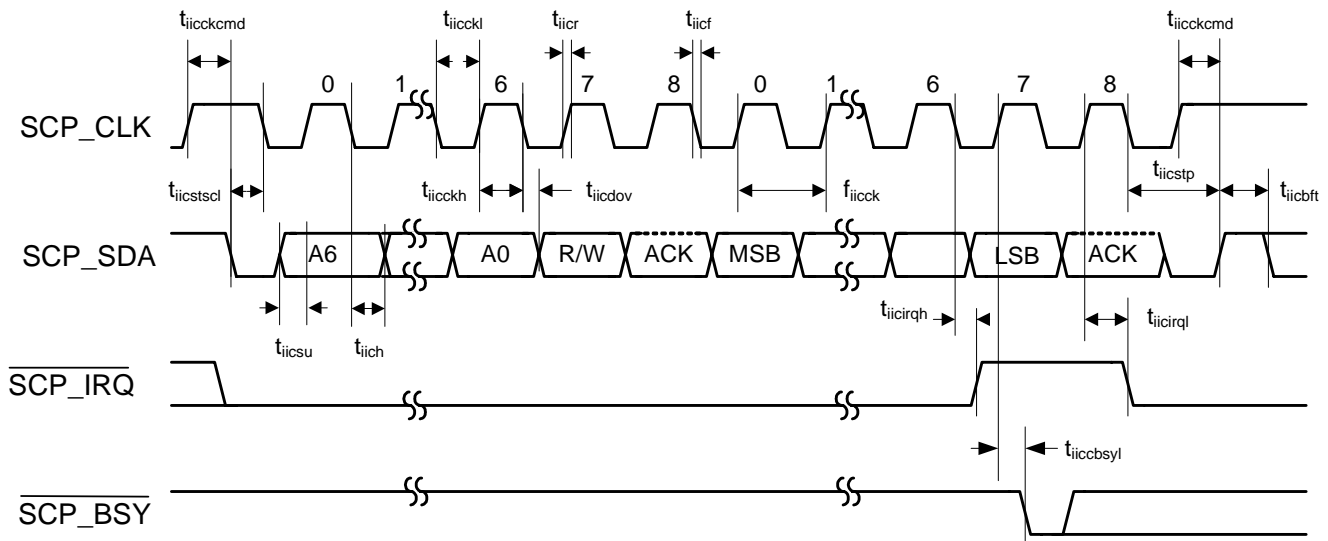 t_iicckcmd t_iicckl t_iicr t_iicf t_iicckcmd
0 1 6 7 8 0 1 6 7 8
SCP_CLK
t_iicstscl t_iicckh t_iicdov f_iicck t_iicstp t_iicbft
SCP_SDA A6 A0 R/W ACK MSB LSB ACK
t_iicsu t_iich t_iicirqh t_iicirql
SCP_IRQ
t_iiccbsyl
SCP_BSY